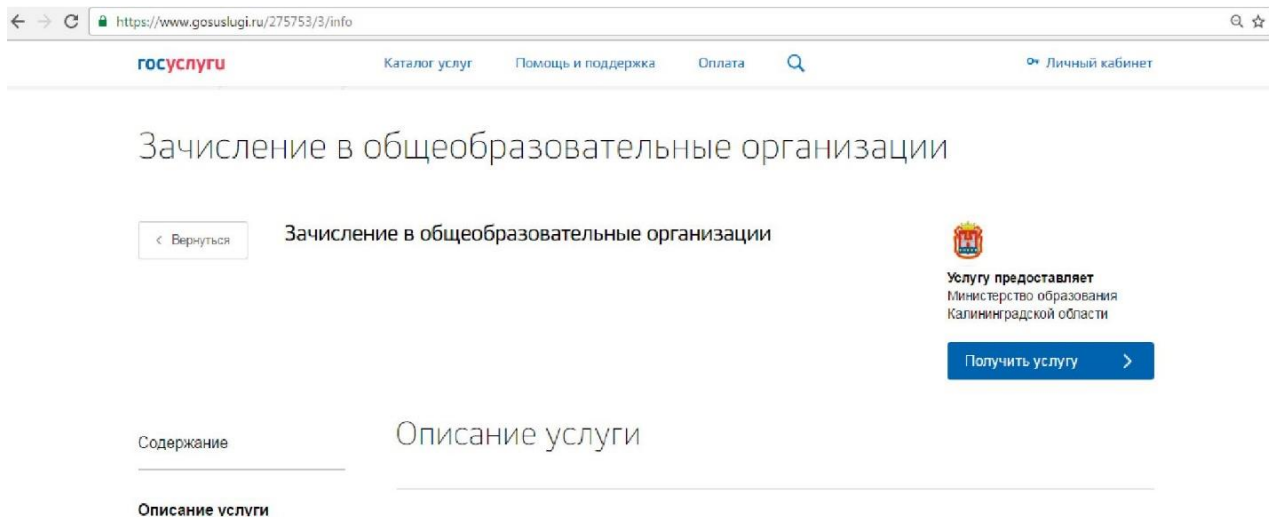 https://www.gosuslugi.ru/275753/3/info
госуслуги Каталог услуг Помощь и поддержка Оплата Личный кабинет
Зачисление в общеобразовательные организации
Вернуться Зачисление в общеобразовательные организации
Услугу предоставляет
Министерство образования
Калининградской области
Получить услугу
Содержание Описание услуги
Описание услуги